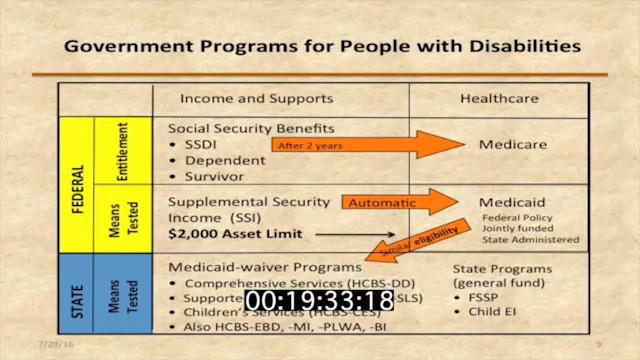 Government Programs for People with Disabilities
Income and Supports
Healthcare
FEDERAL
Entitlement
Social Security Benefits
• SSDI
• Dependent
• Survivor
After 2 years
Medicare
Means
Tested
Supplemental Security
Income (SSI)
$2,000 Asset Limit
Automatic
Medicaid
Federal Policy
Jointly funded
State Administered
Similar eligibility
STATE
Means
Tested
Medicaid-waiver Programs
• Comprehensive Services (HCBS-DD)
• Supporte -SLS)
• Children's Services (HCBS-CES)
• Also HCBS-EBD, -MI, -PLWA, -BI
State Programs
(general fund)
• FSSP
• Child EI
00:19:33:18
7/29/16
9